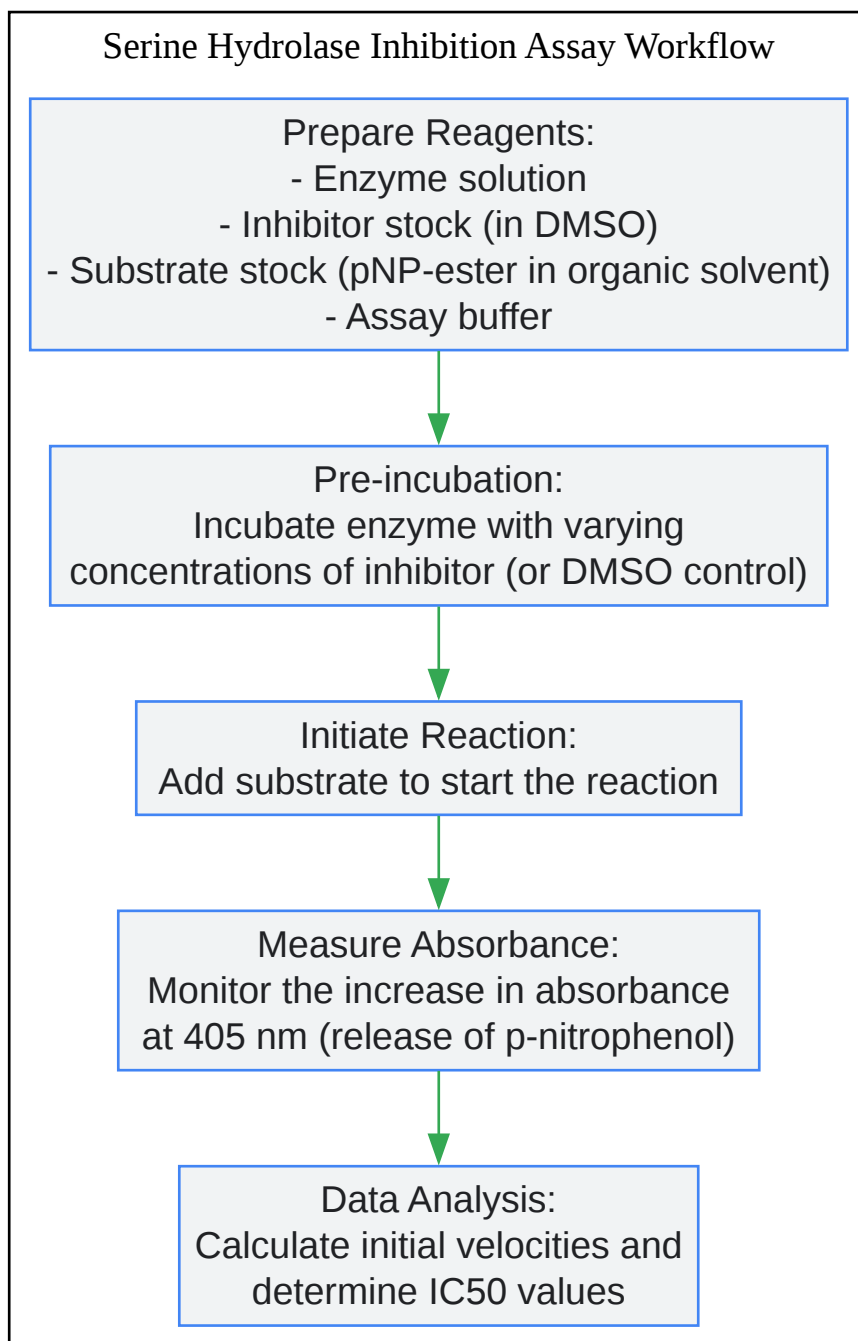 Serine Hydrolase Inhibition Assay Workflow
Prepare Reagents:
- Enzyme solution
- Inhibitor stock (in DMSO)
- Substrate stock (pNP-ester in organic solvent)
- Assay buffer
Pre-incubation:
Incubate enzyme with varying
concentrations of inhibitor (or DMSO control)
Initiate Reaction:
Add substrate to start the reaction
Measure Absorbance:
Monitor the increase in absorbance
at 405 nm (release of p-nitrophenol)
Data Analysis:
Calculate initial velocities and
determine IC50 values